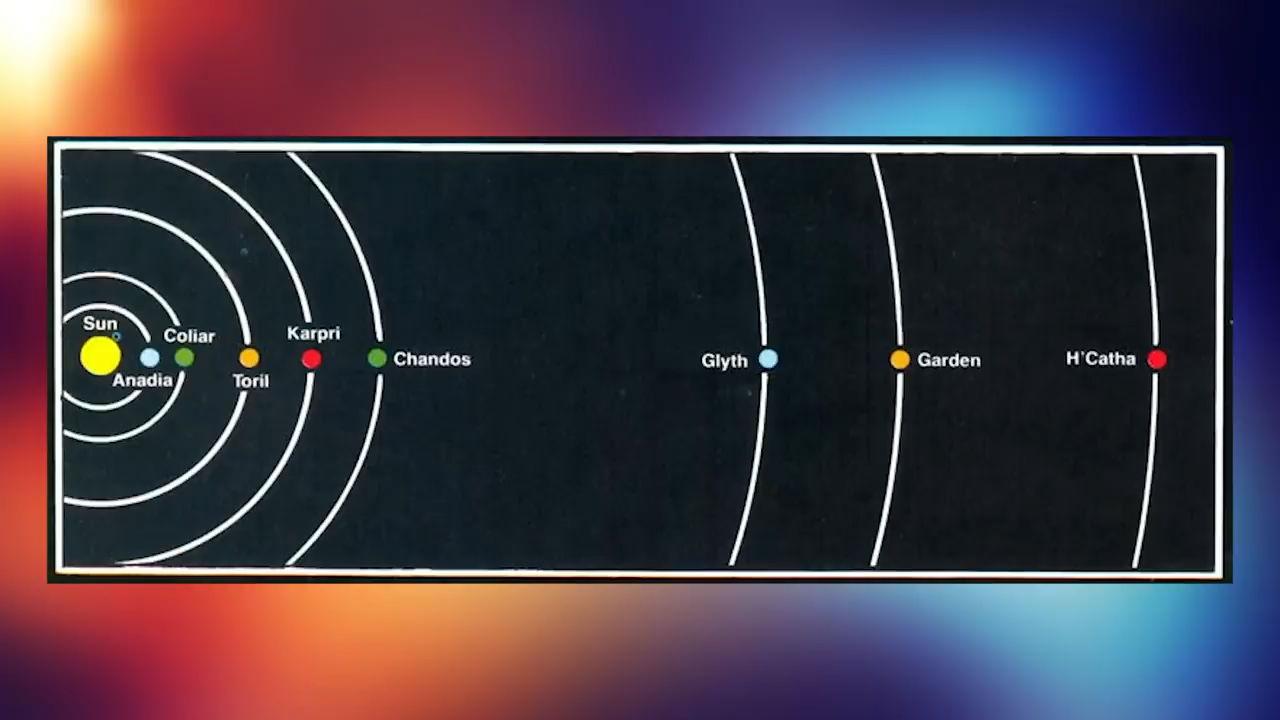 Sun
Coliar
Anadia
Toril
Karpri
Chandos
Glyth
Garden
H'Catha